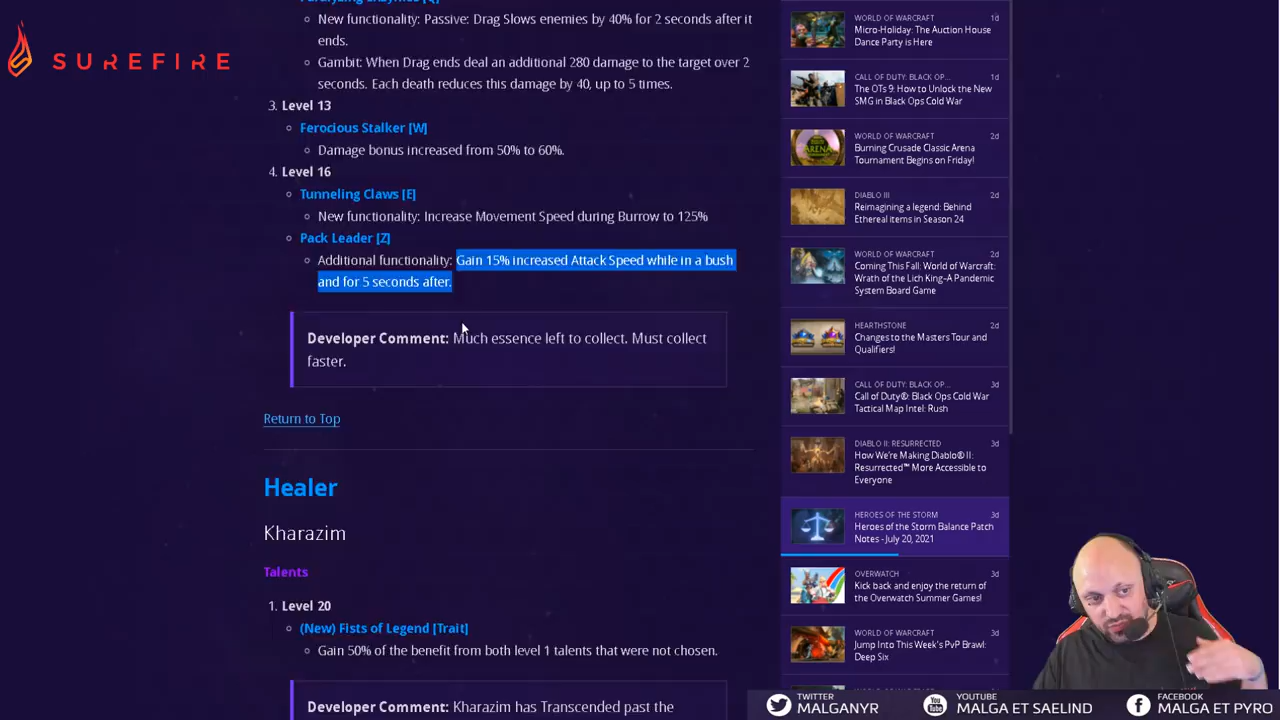 SUREFIRE
New functionality: Passive: Drag Slows enemies by 40% for 2 seconds after it
ends.
Gambit: When Drag ends deal an additional 280 damage to the target over 2
seconds. Each death reduces this damage by 40, up to 5 times.
3. Level 13
Ferocious Stalker [W]
Damage bonus increased from 50% to 60%.
4. Level 16
Tunneling Claws [E]
New functionality: Increase Movement Speed during Burrow to 125%
Pack Leader [Z]
Additional functionality: Gain 15% increased Attack Speed while in a bush
and for 5 seconds after.
Developer Comment: Much essence left to collect. Must collect
faster.
Return to Top
Healer
Kharazim
Talents
1. Level 20
(New) Fists of Legend [Trait]
Gain 50% of the benefit from both level 1 talents that were not chosen.
Developer Comment: Kharazim has Transcended past the
WORLD OF WARCRAFT 1d
Micro-Holiday: The Auction House
Dance Party is Here
CALL OF DUTY: BLACK OP... 1d
The OTs 9: How to Unlock the New
SMG in Black Ops Cold War
WORLD OF WARCRAFT 2d
Burning Crusade Classic Arena
Tournament Begins on Friday!
DIABLO III 2d
Reimagining a legend: Behind
Ethereal items in Season 24
WORLD OF WARCRAFT 2d
Coming This Fall: World of Warcraft:
Wrath of the Lich King–A Pandemic
System Board Game
HEARTHSTONE 2d
Changes to the Masters Tour and
Qualifiers!
CALL OF DUTY: BLACK OP... 3d
Call of Duty®: Black Ops Cold War
Tactical Map Intel: Rush
DIABLO II: RESURRECTED 3d
How We're Making Diablo® II:
Resurrected™ More Accessible to
Everyone
HEROES OF THE STORM 3d
Heroes of the Storm Balance Patch
Notes - July 20, 2021
OVERWATCH 3d
Kick back and enjoy the return of
the Overwatch Summer Games!
WORLD OF WARCRAFT 3d
Jump Into This Week's PvP Brawl:
Deep Six
TWITTER
MALGANYR
YOUTUBE
MALGA ET SAELIND
FACEBOOK
MALGA ET PYRO